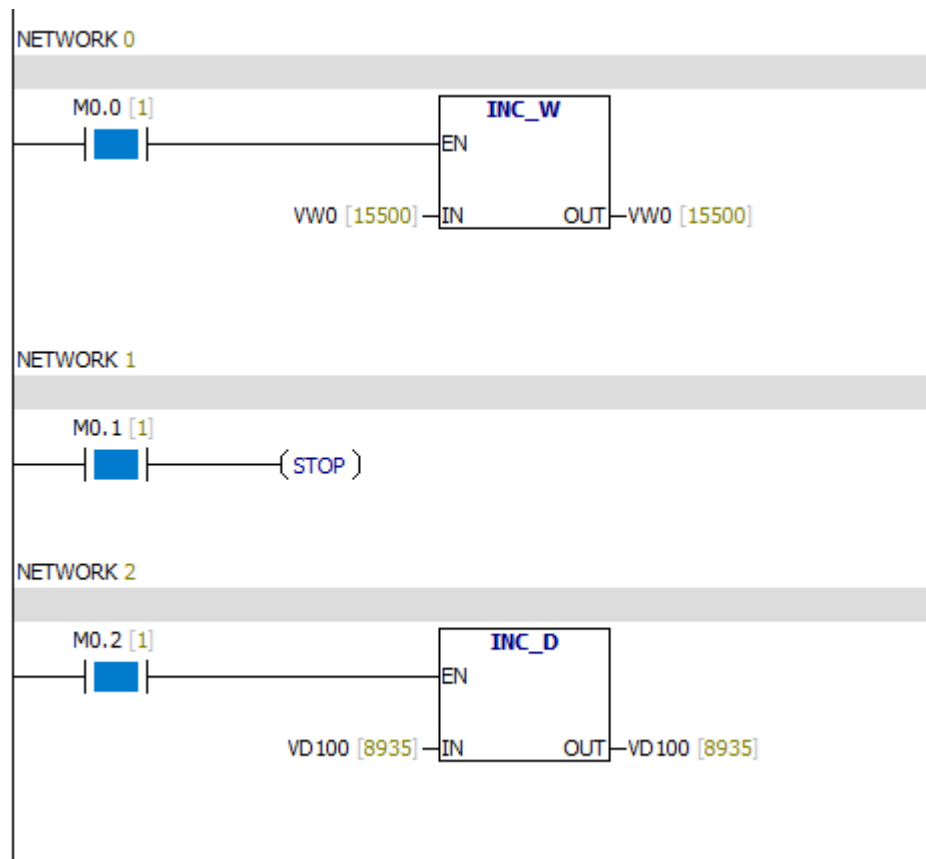 NETWORK 0
M0.0 [1]
INC_W
EN
VW0 [15500] IN OUT VW0 [15500]
NETWORK 1
M0.1 [1]
( STOP )
NETWORK 2
M0.2 [1]
INC_D
EN
VD100 [8935] IN OUT VD100 [8935]